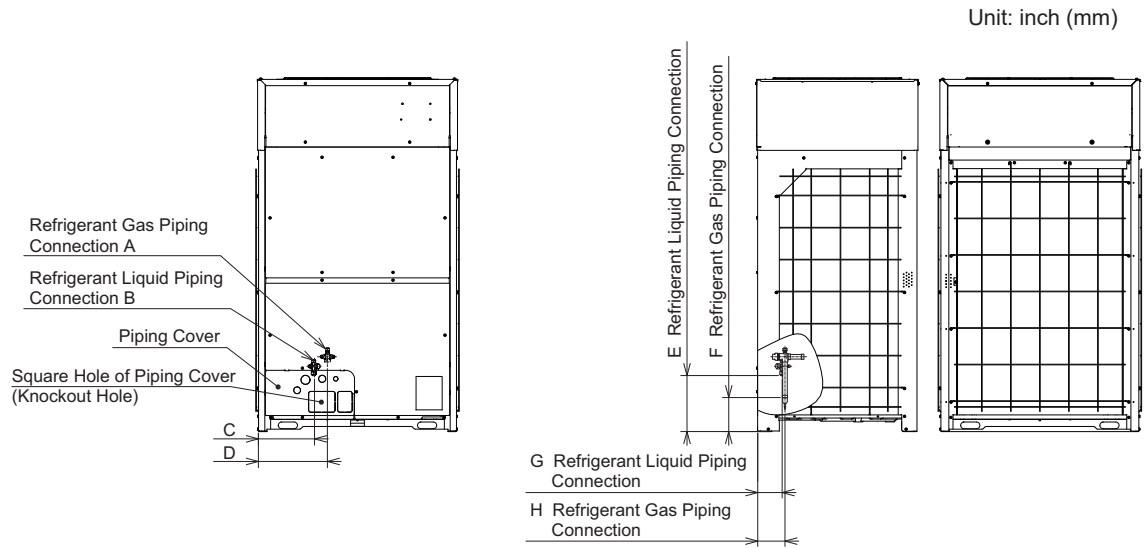 Unit: inch (mm)
Refrigerant Gas Piping
Connection A
Refrigerant Liquid Piping
Connection B
Piping Cover
Square Hole of Piping Cover
(Knockout Hole)
C
D
E Refrigerant Liquid Piping Connection
F Refrigerant Gas Piping Connection
G Refrigerant Liquid Piping
Connection
H Refrigerant Gas Piping
Connection